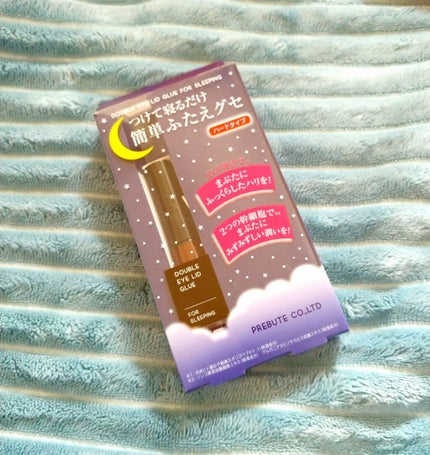 DOUBLE EYE LID GLUE FOR SLEEPING
つけて寝るだけ
簡単ふたえグセ
ハードタイプ
まぶたに
ふっくらしたハリを!
2つの幹細胞で
まぶたに
みずみずしい潤いを!
DOUBLE
EYE LID
GLUE
FOR
SLEEPING
PREBUTE CO.,LTD